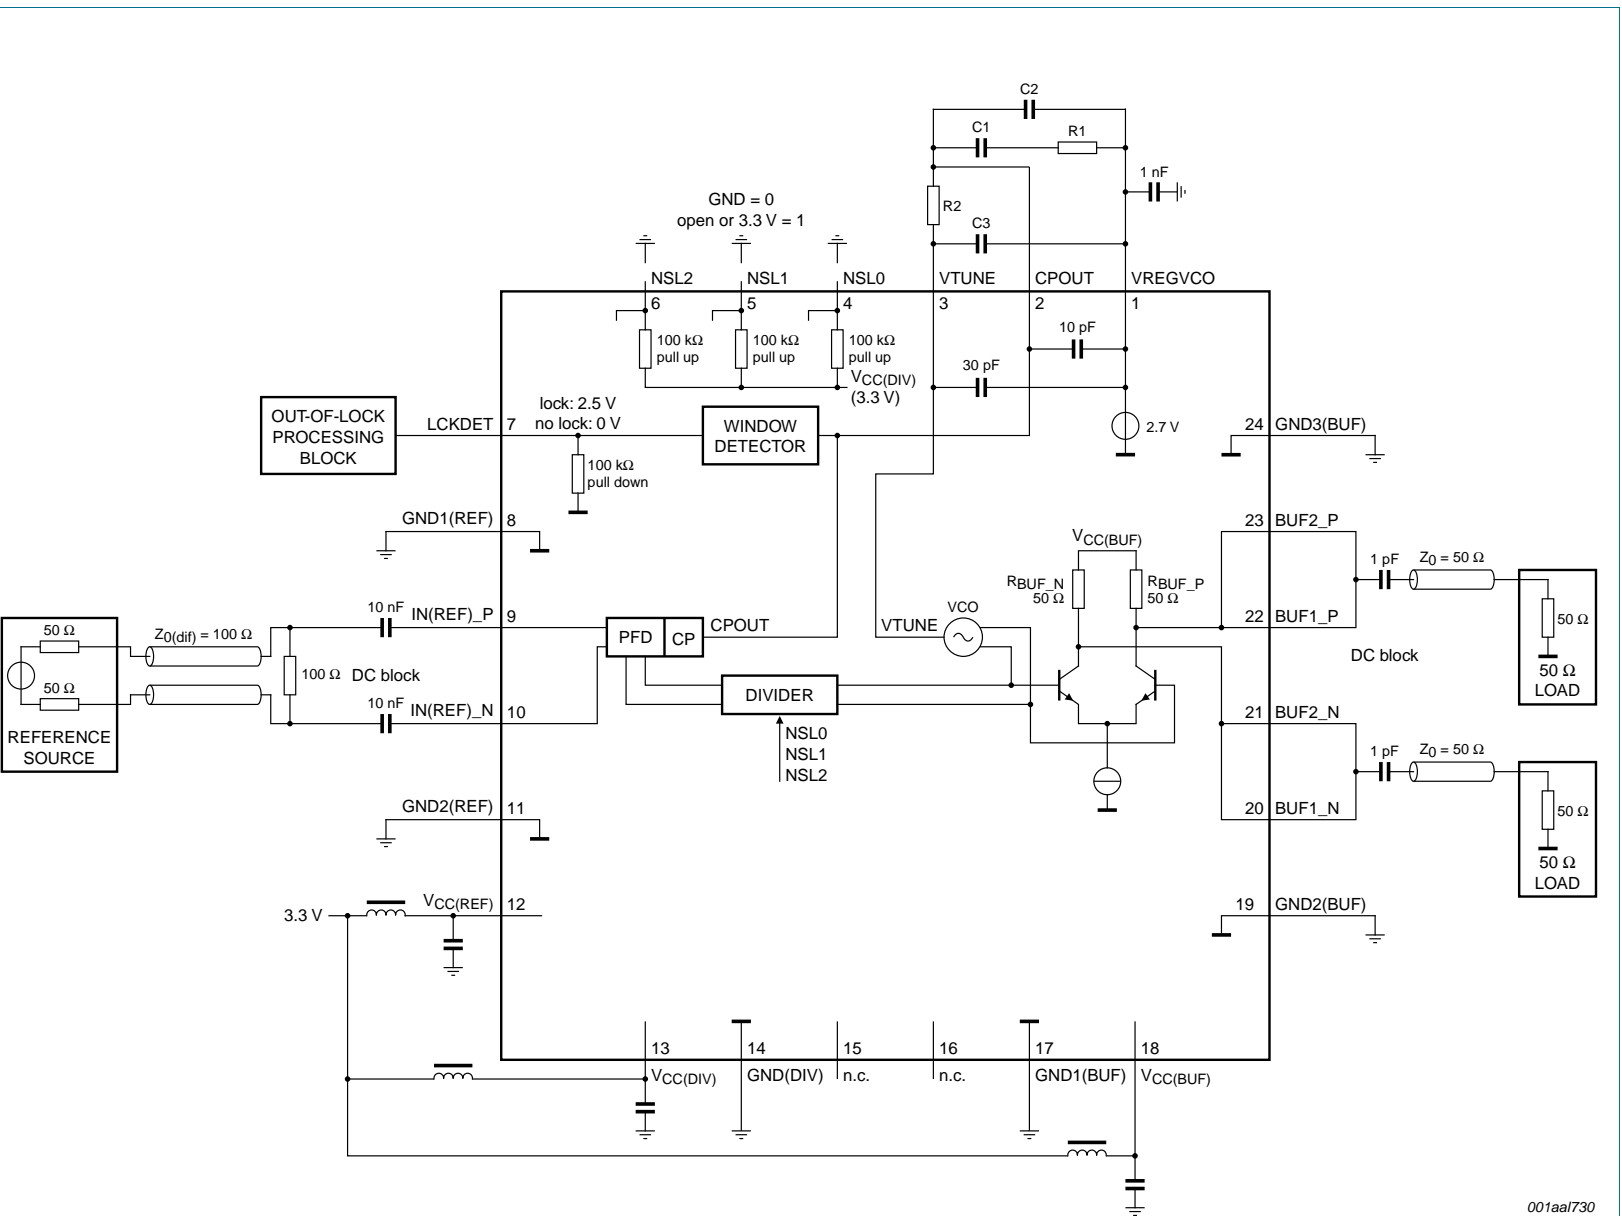 C2
C1
R1
1 nF
GND = 0
open or 3.3 V = 1
R2
C3
NSL2
NSL1
NSL0
VTUNE
CPOUT
VREGVCO
6
5
4
3
2
1
100 kΩ
pull up
100 kΩ
pull up
100 kΩ
pull up
10 pF
30 pF
VCC(DIV)
(3.3 V)
2.7 V
OUT-OF-LOCK
PROCESSING
BLOCK
LCKDET
7
lock: 2.5 V
no lock: 0 V
WINDOW
DETECTOR
100 kΩ
pull down
24
GND3(BUF)
GND1(REF)
8
23
BUF2_P
VCC(BUF)
RBUF_N
50 Ω
RBUF_P
50 Ω
1 pF
Z0 = 50 Ω
50 Ω
50 Ω
LOAD
10 nF
IN(REF)_P
9
22
BUF1_P
DC block
50 Ω
50 Ω
REFERENCE
SOURCE
Z0(dif) = 100 Ω
100 Ω
DC block
10 nF
IN(REF)_N
10
PFD
CP
CPOUT
VTUNE
VCO
DIVIDER
NSL0
NSL1
NSL2
21
BUF2_N
1 pF
Z0 = 50 Ω
50 Ω
50 Ω
LOAD
GND2(REF)
11
20
BUF1_N
3.3 V
VCC(REF)
12
19
GND2(BUF)
13
14
15
16
17
18
VCC(DIV)
GND(DIV)
n.c.
n.c.
GND1(BUF)
VCC(BUF)
001aal730